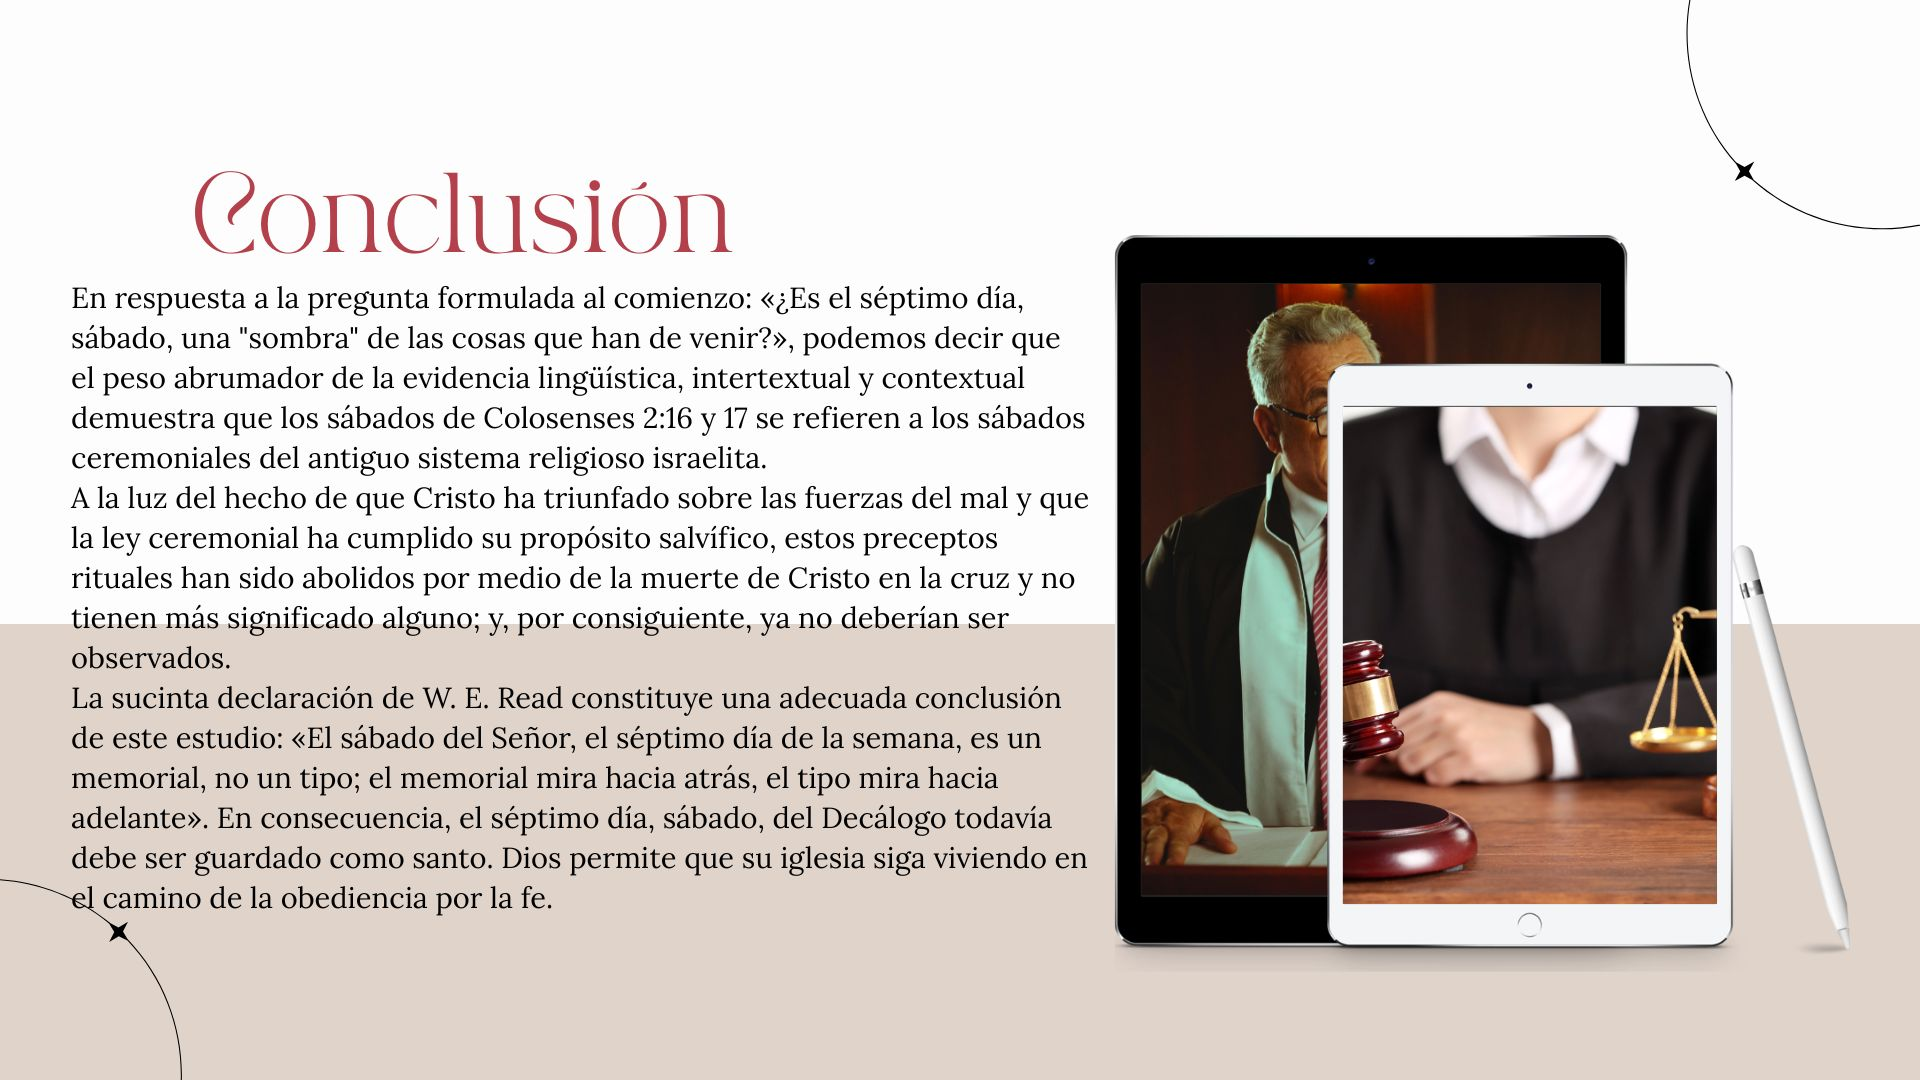 Conclusión
En respuesta a la pregunta formulada al comienzo: «¿Es el séptimo día,
sábado, una "sombra" de las cosas que han de venir?», podemos decir que
el peso abrumador de la evidencia lingüística, intertextual y contextual
demuestra que los sábados de Colosenses 2:16 y 17 se refieren a los sábados
ceremoniales del antiguo sistema religioso israelita.
A la luz del hecho de que Cristo ha triunfado sobre las fuerzas del mal y que
la ley ceremonial ha cumplido su propósito salvífico, estos preceptos
rituales han sido abolidos por medio de la muerte de Cristo en la cruz y no
tienen más significado alguno; y, por consiguiente, ya no deberían ser
observados.
La sucinta declaración de W. E. Read constituye una adecuada conclusión
de este estudio: «El sábado del Señor, el séptimo día de la semana, es un
memorial, no un tipo; el memorial mira hacia atrás, el tipo mira hacia
adelante». En consecuencia, el séptimo día, sábado, del Decálogo todavía
debe ser guardado como santo. Dios permite que su iglesia siga viviendo en
el camino de la obediencia por la fe.